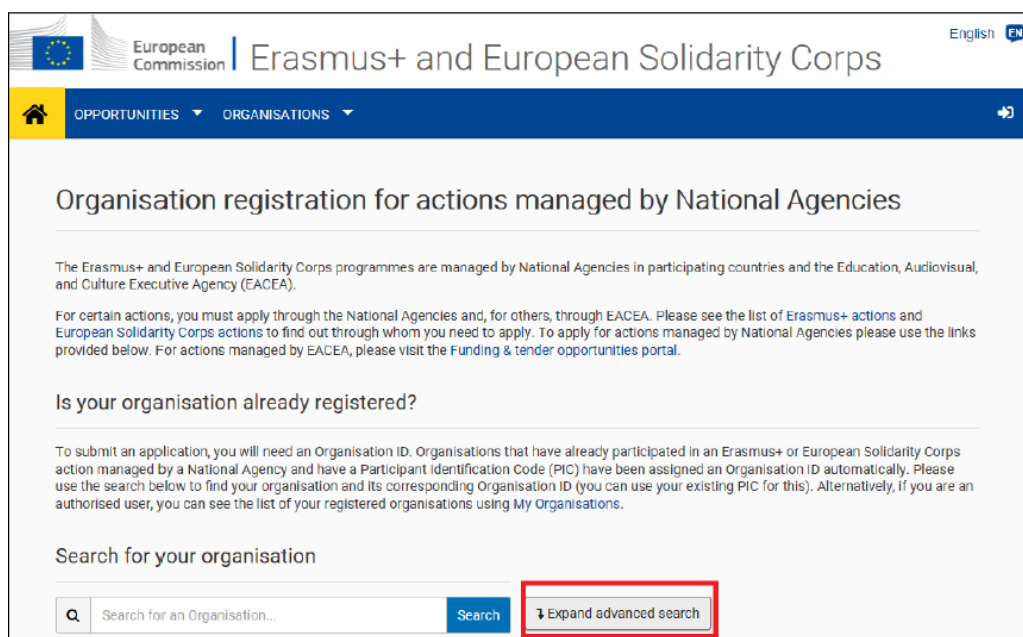 English EN
European
Commission
Erasmus+ and European Solidarity Corps
OPPORTUNITIES ORGANISATIONS
Organisation registration for actions managed by National Agencies
The Erasmus+ and European Solidarity Corps programmes are managed by National Agencies in participating countries and the Education, Audiovisual,
and Culture Executive Agency (EACEA).
For certain actions, you must apply through the National Agencies and, for others, through EACEA. Please see the list of Erasmus+ actions and
European Solidarity Corps actions to find out through whom you need to apply. To apply for actions managed by National Agencies please use the links
provided below. For actions managed by EACEA, please visit the Funding & tender opportunities portal.
Is your organisation already registered?
To submit an application, you will need an Organisation ID. Organisations that have already participated in an Erasmus+ or European Solidarity Corps
action managed by a National Agency and have a Participant Identification Code (PIC) have been assigned an Organisation ID automatically. Please
use the search below to find your organisation and its corresponding Organisation ID (you can use your existing PIC for this). Alternatively, if you are an
authorised user, you can see the list of your registered organisations using My Organisations.
Search for your organisation
Search for an Organisation... Search Expand advanced search